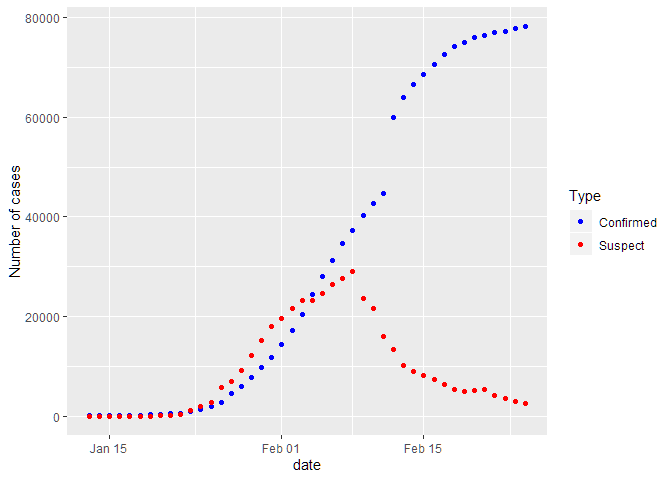 80000
60000
40000
20000
0
Number of cases
Jan 15
Feb 01
Feb 15
date
Type
Confirmed
Suspect